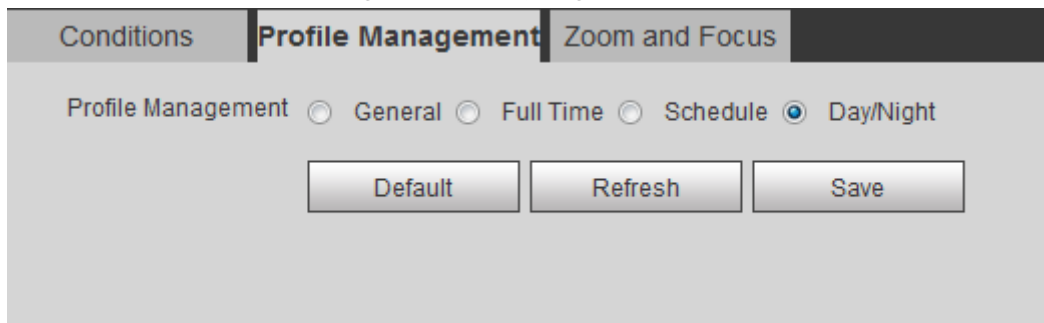 Conditions Profile Management Zoom and Focus
Profile Management General Full Time Schedule Day/Night
Default Refresh Save